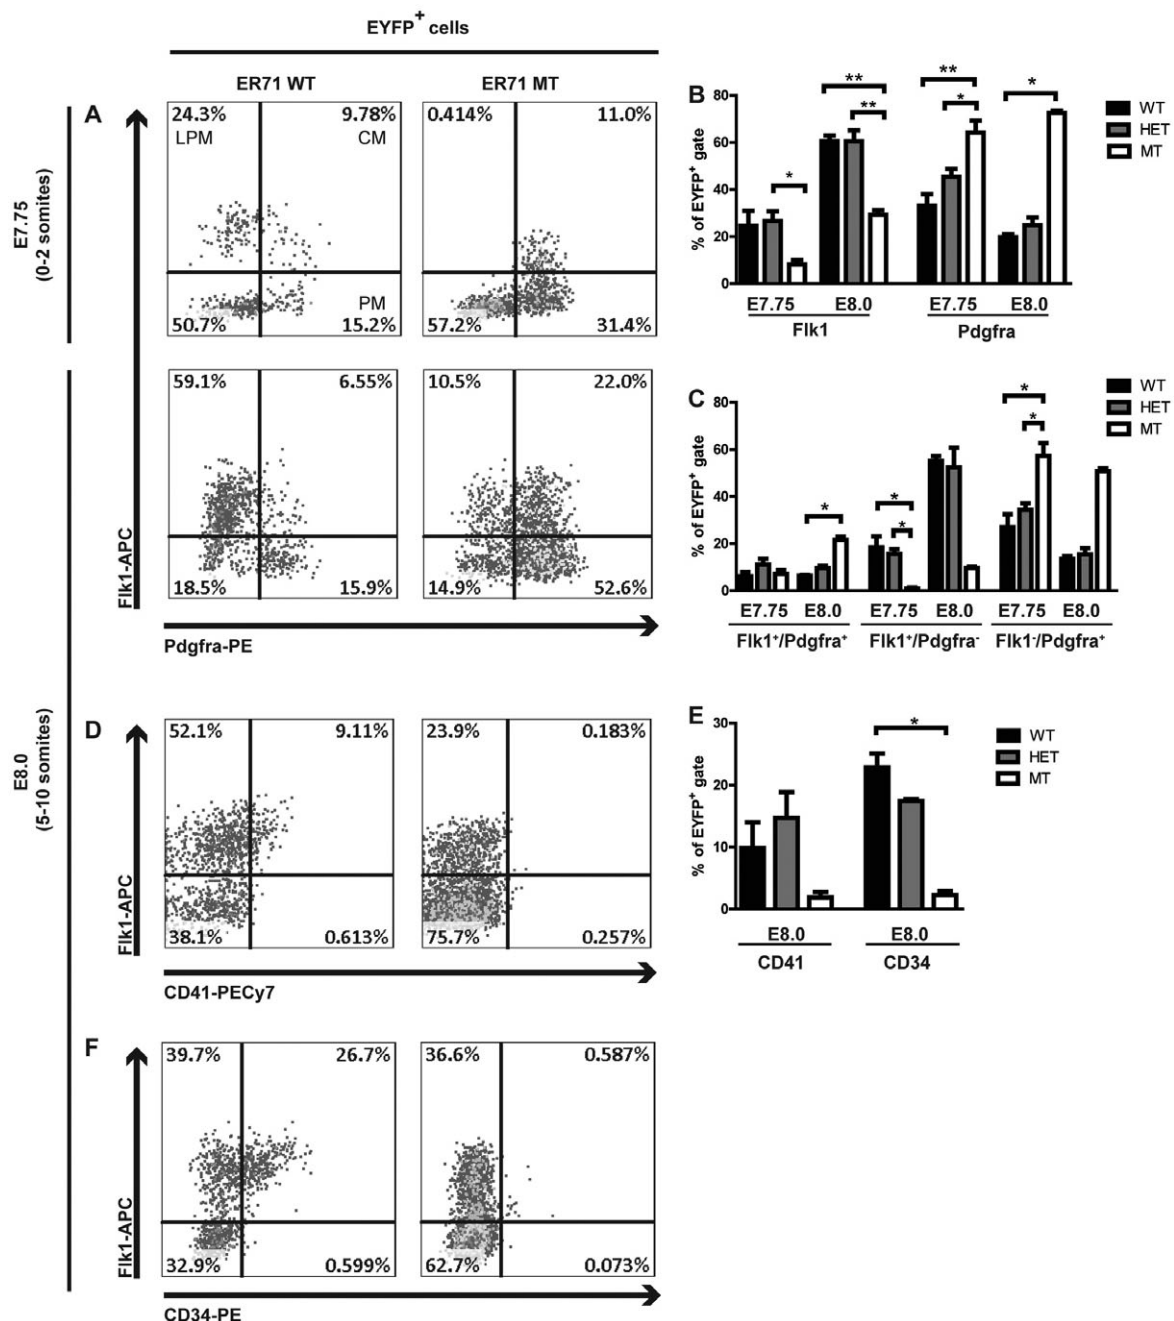 EYFP⁺ cells
ER71 WT
ER71 MT
E7.75
(0-2 somites)
A
24.3%
9.78%
LPM
CM
PM
50.7%
15.2%
0.414%
11.0%
57.2%
31.4%
59.1%
6.55%
18.5%
15.9%
10.5%
22.0%
14.9%
52.6%
Flk1-APC
Pdgfra-PE
B
% of EYFP⁺ gate
80
60
40
20
0
*
**
**
**
*
*
E7.75
E8.0
E7.75
E8.0
Flk1
Pdgfra
WT
HET
MT
C
% of EYFP⁺ gate
80
60
40
20
0
*
*
*
*
*
E7.75
E8.0
E7.75
E8.0
E7.75
E8.0
Flk1⁺/Pdgfra⁺
Flk1⁺/Pdgfra⁻
Flk1⁻/Pdgfra⁺
WT
HET
MT
E8.0
(5-10 somites)
D
52.1%
9.11%
38.1%
0.613%
23.9%
0.183%
75.7%
0.257%
Flk1-APC
CD41-PECy7
E
% of EYFP⁺ gate
30
20
10
0
*
E8.0
E8.0
CD41
CD34
WT
HET
MT
F
39.7%
26.7%
32.9%
0.599%
36.6%
0.587%
62.7%
0.073%
Flk1-APC
CD34-PE